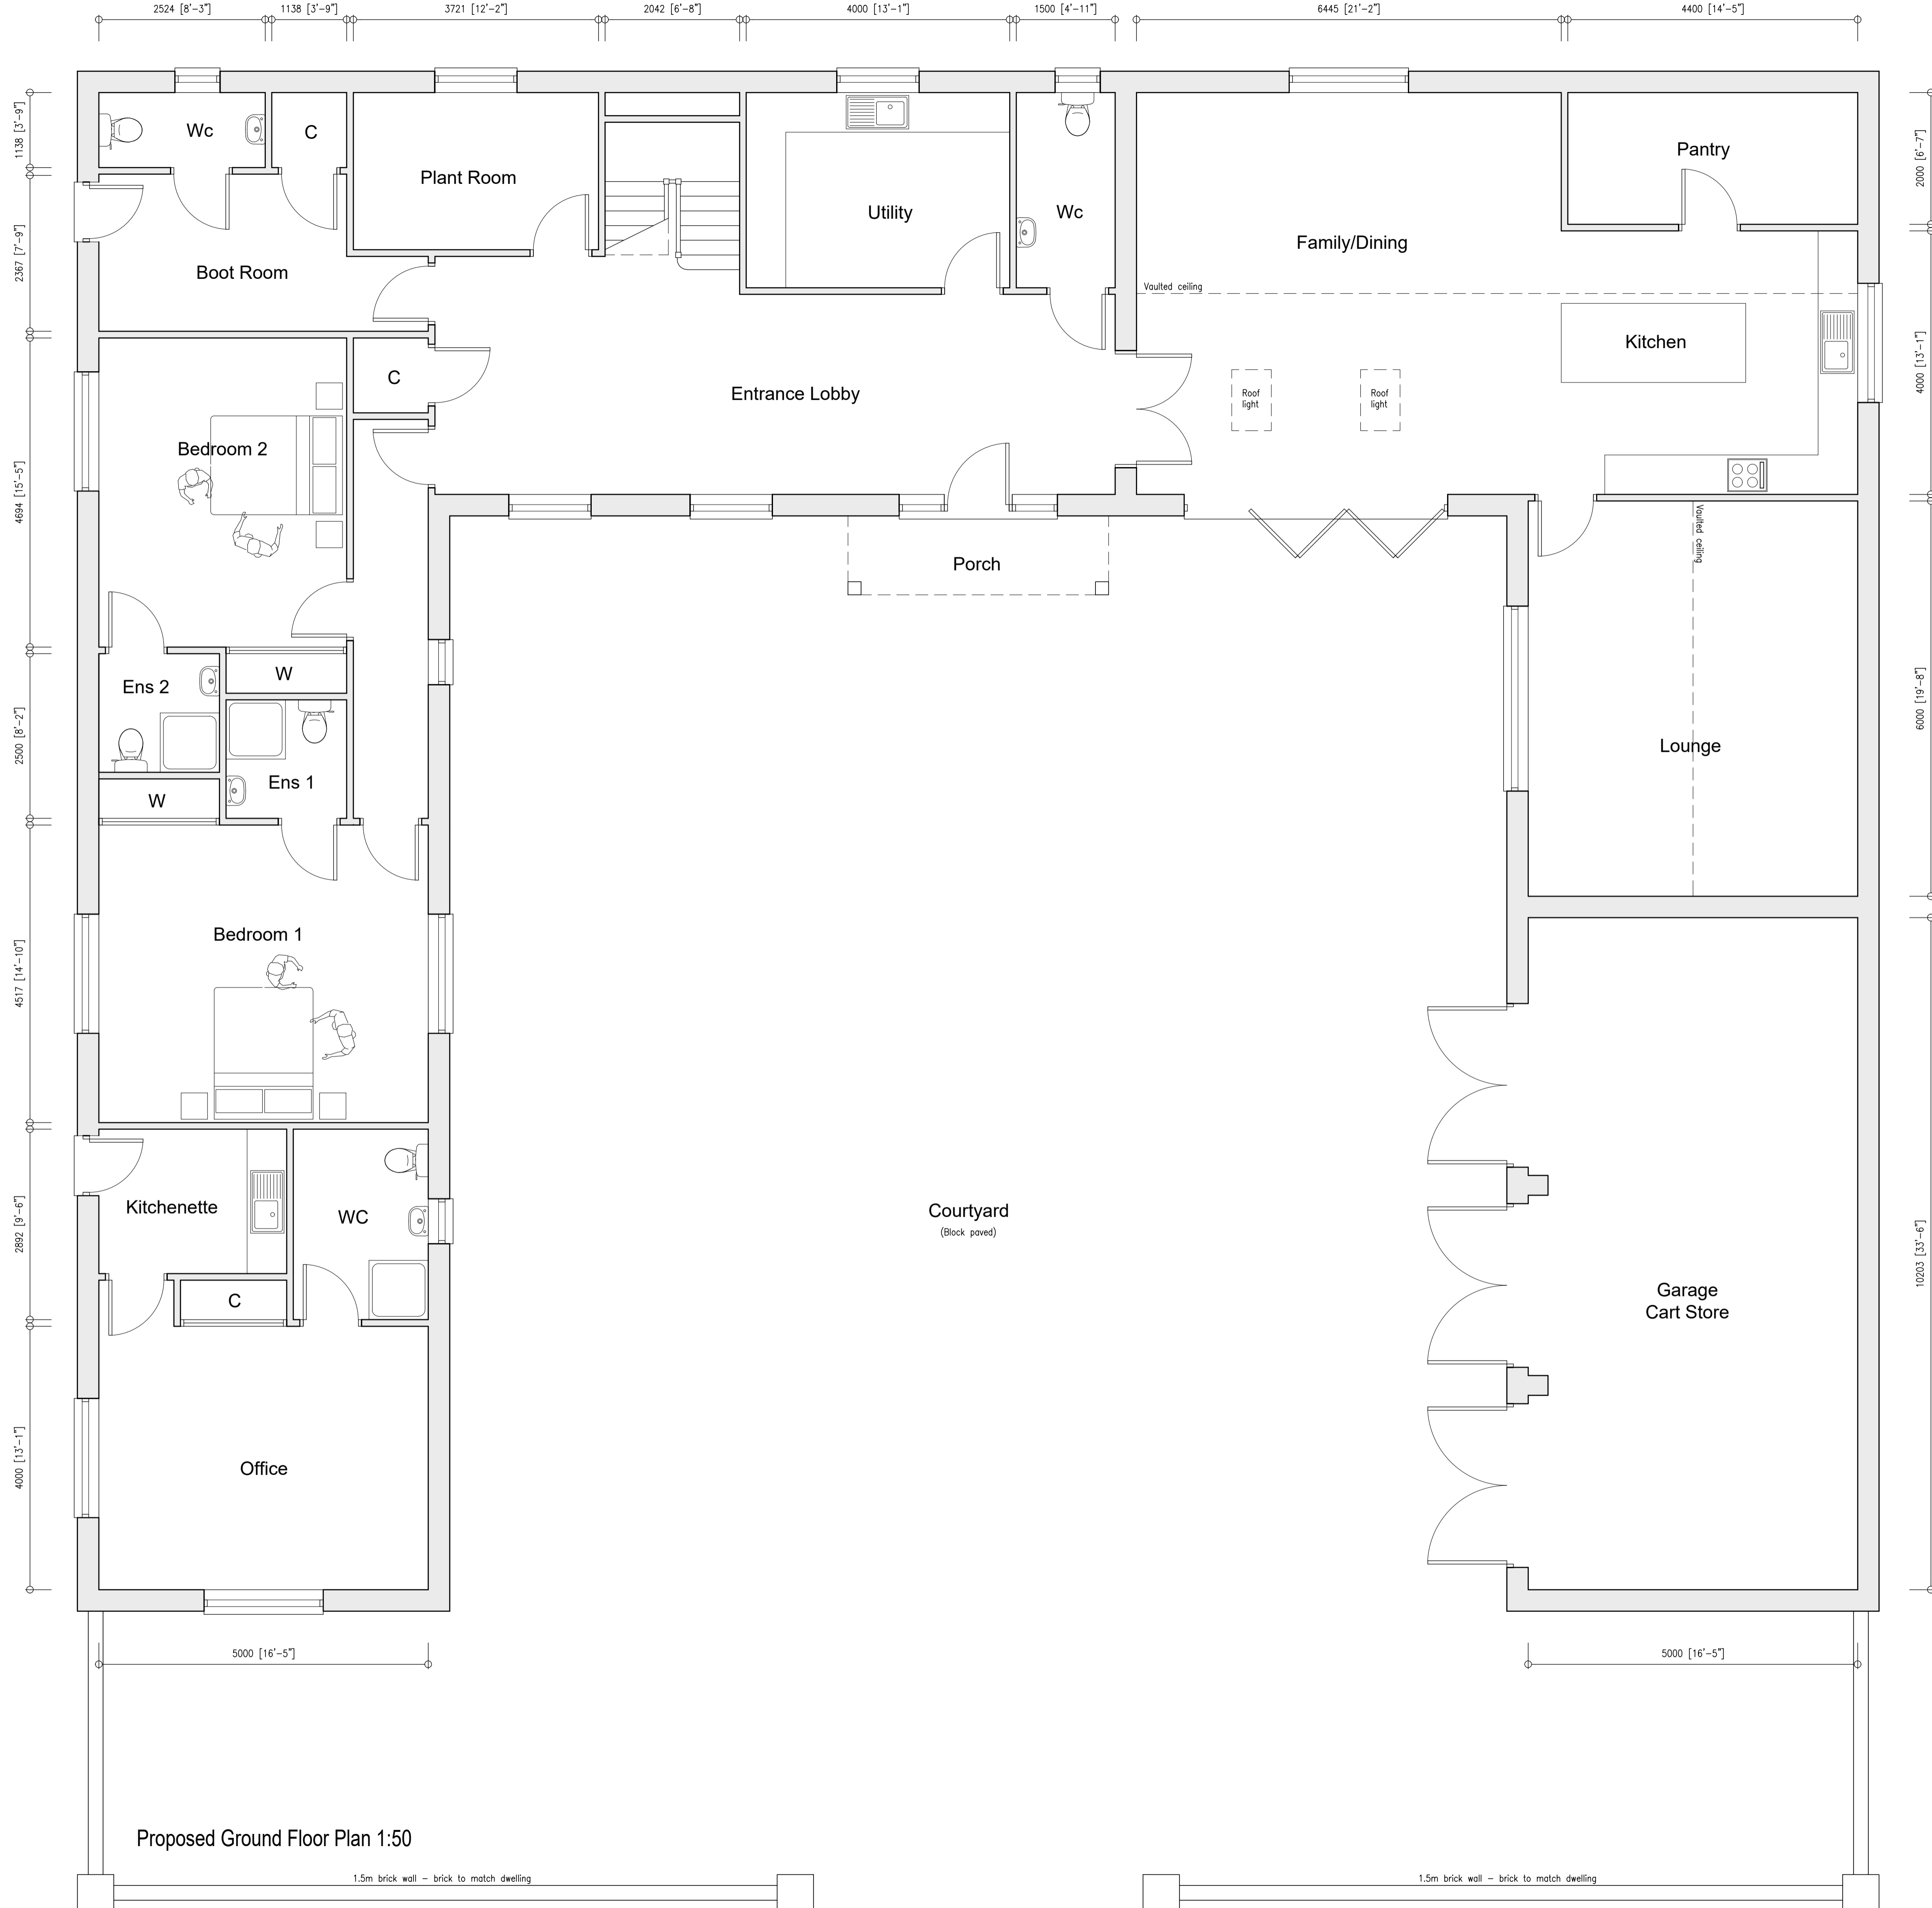 2524 [8'-3"]
1138 [3'-9"]
3721 [12'-2"]
2042 [6'-8"]
4000 [13'-1"]
1500 [4'-11"]
6445 [21'-2"]
4400 [14'-5"]
1138 [3'-9"]
2367 [7'-9"]
4694 [15'-5"]
2500 [8'-2"]
4517 [14'-10"]
2892 [9'-6"]
4000 [13'-1"]
Wc
C
Plant Room
Boot Room
Utility
Wc
Family/Dining
Pantry
Vaulted ceiling
Kitchen
C
Entrance Lobby
Roof
light
Roof
light
Bedroom 2
Porch
Vaulted ceiling
Ens 2
W
Lounge
Ens 1
W
Bedroom 1
Kitchenette
WC
Courtyard
(Block paved)
C
Garage
Cart Store
Office
2000 [6'-7"]
4000 [13'-1"]
6000 [19'-8"]
10203 [33'-6"]
5000 [16'-5"]
5000 [16'-5"]
Proposed Ground Floor Plan 1:50
1.5m brick wall – brick to match dwelling
1.5m brick wall – brick to match dwelling